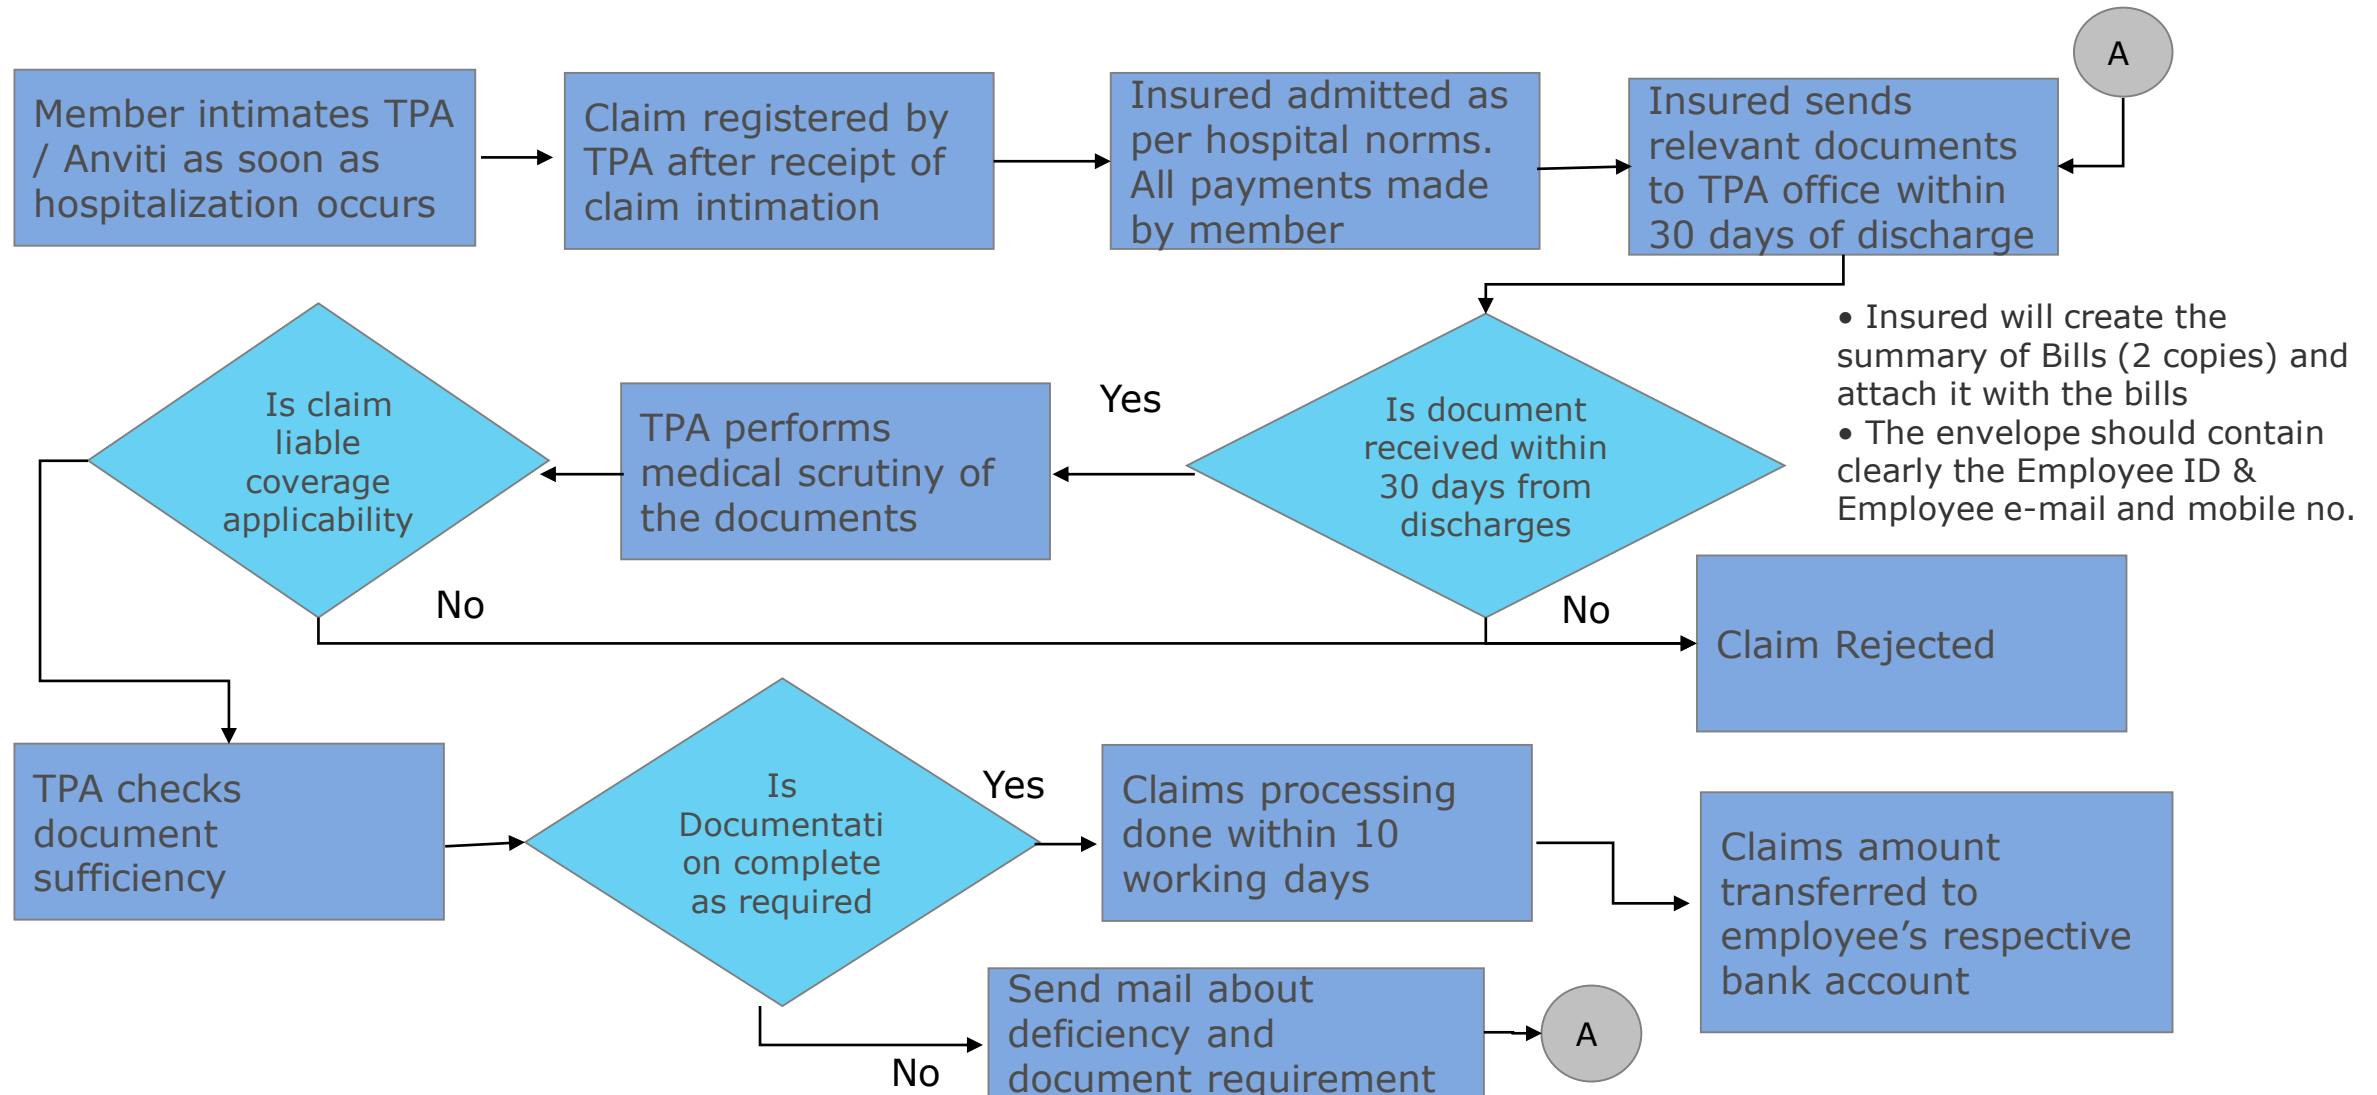 A
Member intimates TPA
/ Anviti as soon as
hospitalization occurs
Claim registered by
TPA after receipt of
claim intimation
Insured admitted as
per hospital norms.
All payments made
by member
Insured sends
relevant documents
to TPA office within
30 days of discharge
• Insured will create the
summary of Bills (2 copies) and
attach it with the bills
• The envelope should contain
clearly the Employee ID &
Employee e-mail and mobile no.
Is document
received within
30 days from
discharges
Yes
TPA performs
medical scrutiny of
the documents
Is claim
liable
coverage
applicability
No
No
Claim Rejected
TPA checks
document
sufficiency
Is
Documentati
on complete
as required
Yes
Claims processing
done within 10
working days
Claims amount
transferred to
employee’s respective
bank account
No
Send mail about
deficiency and
document requirement
A